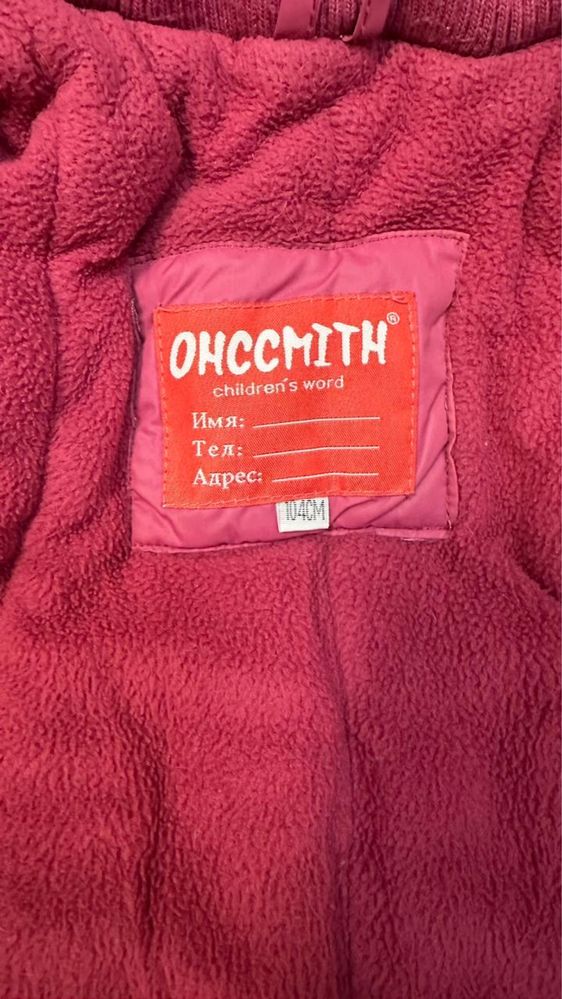 OHCCMITH®
children's word
Имя:
Тел:
Адрес:
104CM